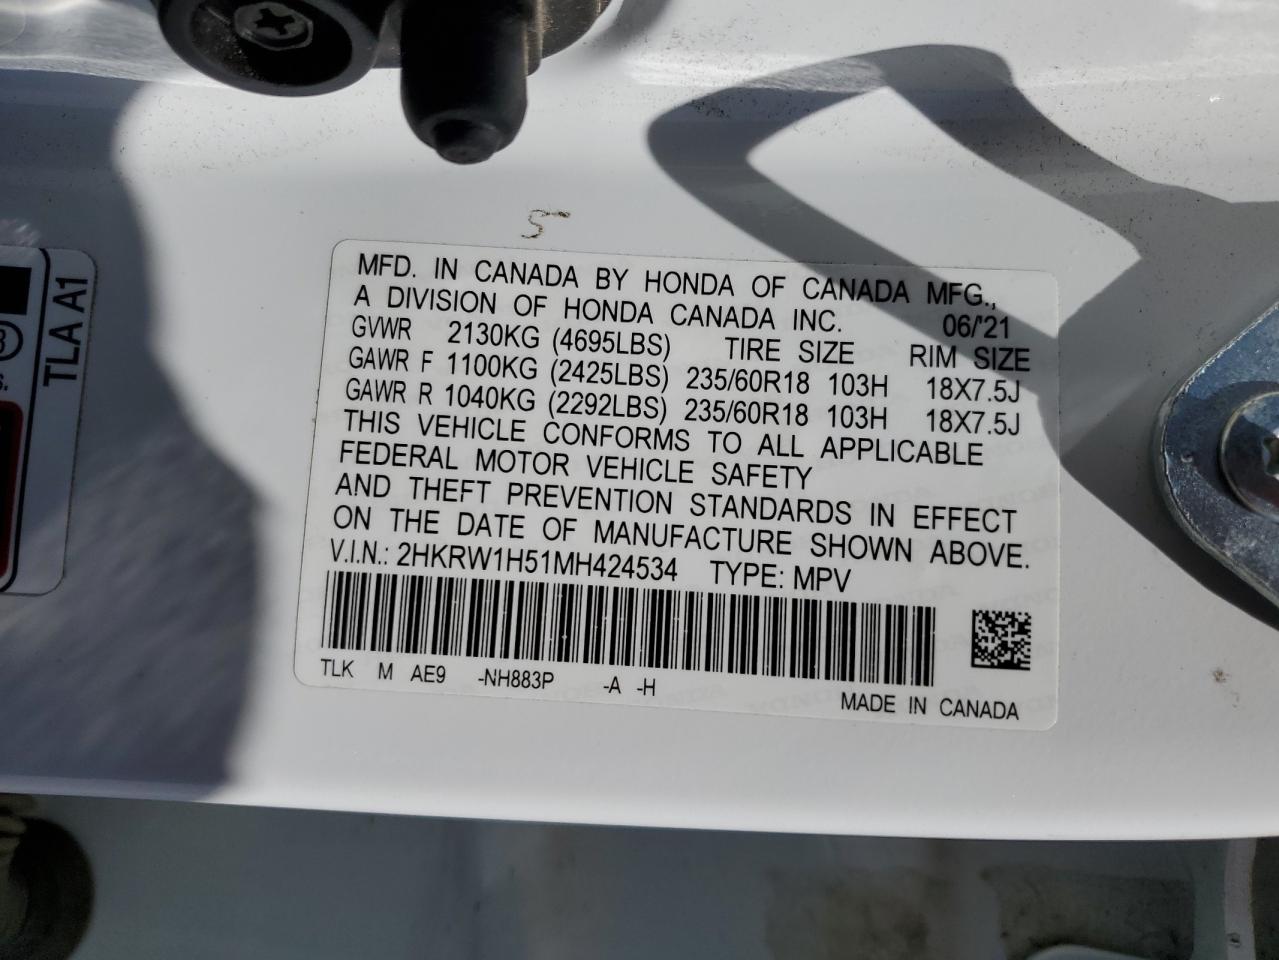 MFD. IN CANADA BY HONDA OF CANADA MFG.,
A DIVISION OF HONDA CANADA INC. 06/'21
GVWR 2130KG (4695LBS) TIRE SIZE RIM SIZE
GAWR F 1100KG (2425LBS) 235/60R18 103H 18X7.5J
GAWR R 1040KG (2292LBS) 235/60R18 103H 18X7.5J
THIS VEHICLE CONFORMS TO ALL APPLICABLE
FEDERAL MOTOR VEHICLE SAFETY
AND THEFT PREVENTION STANDARDS IN EFFECT
ON THE DATE OF MANUFACTURE SHOWN ABOVE.
V.I.N.: 2HKRW1H51MH424534 TYPE: MPV
TLK M AE9 -NH883P -A -H
MADE IN CANADA
TLA A1
5